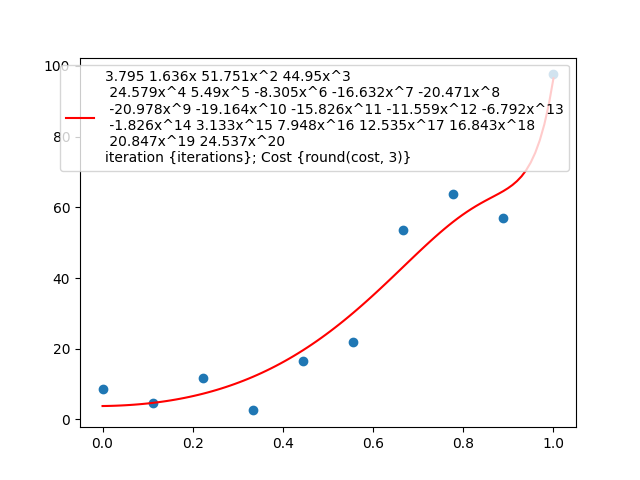 100
80
60
40
20
0
3.795 1.636x 51.751x^2 44.95x^3
24.579x^4 5.49x^5 -8.305x^6 -16.632x^7 -20.471x^8
-20.978x^9 -19.164x^10 -15.826x^11 -11.559x^12 -6.792x^13
-1.826x^14 3.133x^15 7.948x^16 12.535x^17 16.843x^18
20.847x^19 24.537x^20
iteration {iterations}; Cost {round(cost, 3)}
0.0 0.2 0.4 0.6 0.8 1.0